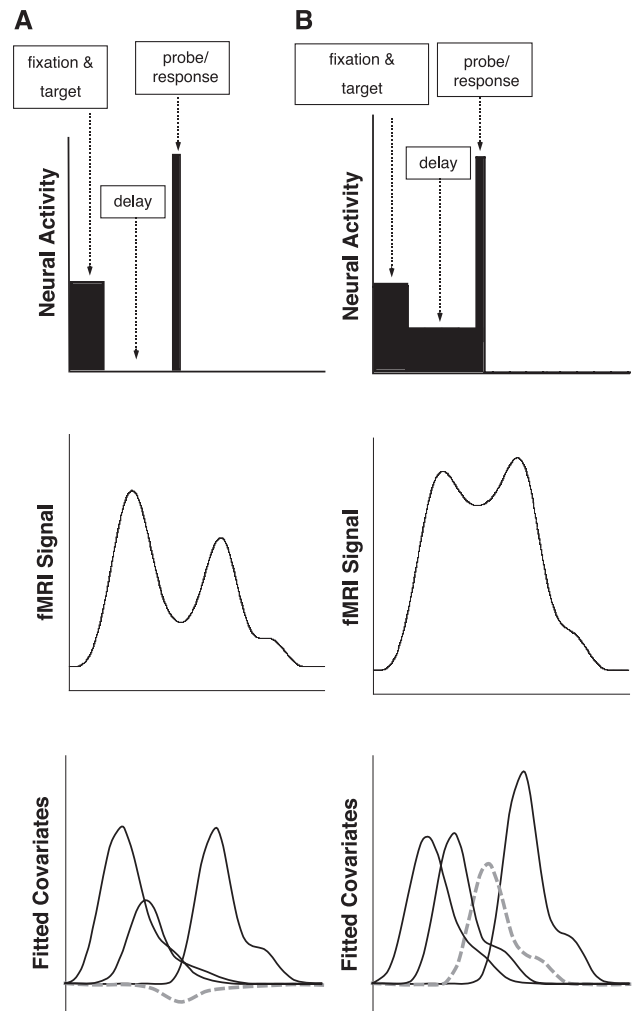 A
fixation &
target
probe/
response
delay
Neural Activity
fMRI Signal
Fitted Covariates
B
fixation &
target
probe/
response
delay
Neural Activity
fMRI Signal
Fitted Covariates